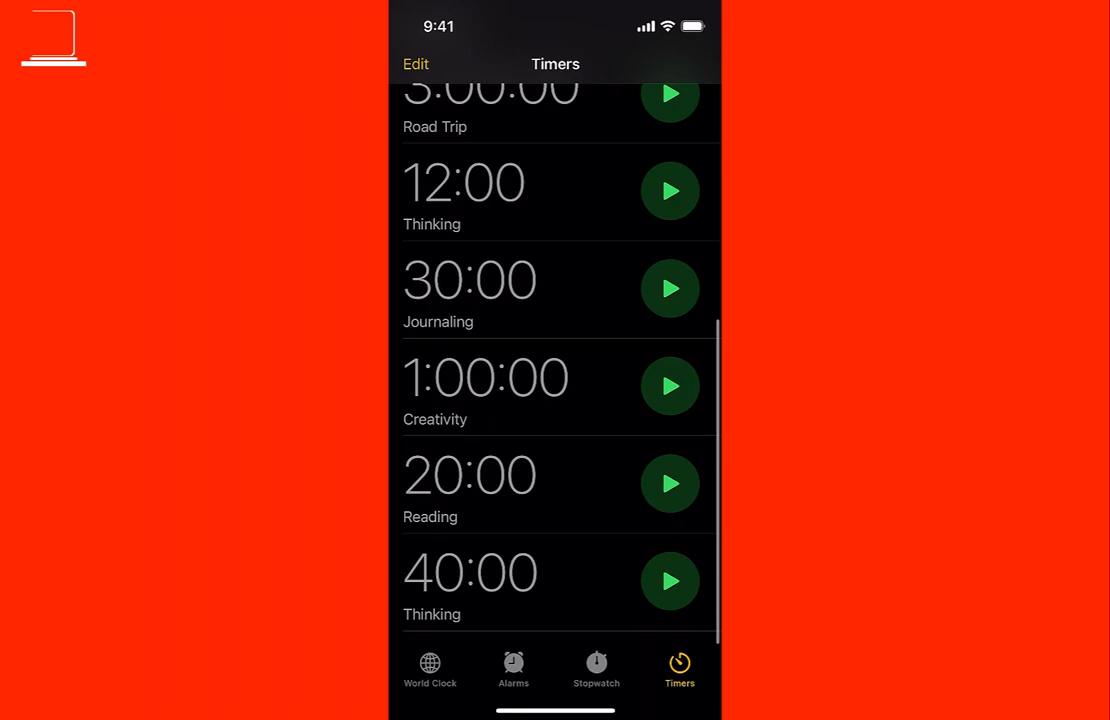 9:41
Edit
Timers
3:00:00
Road Trip
12:00
Thinking
30:00
Journaling
1:00:00
Creativity
20:00
Reading
40:00
Thinking
World Clock
Alarms
Stopwatch
Timers